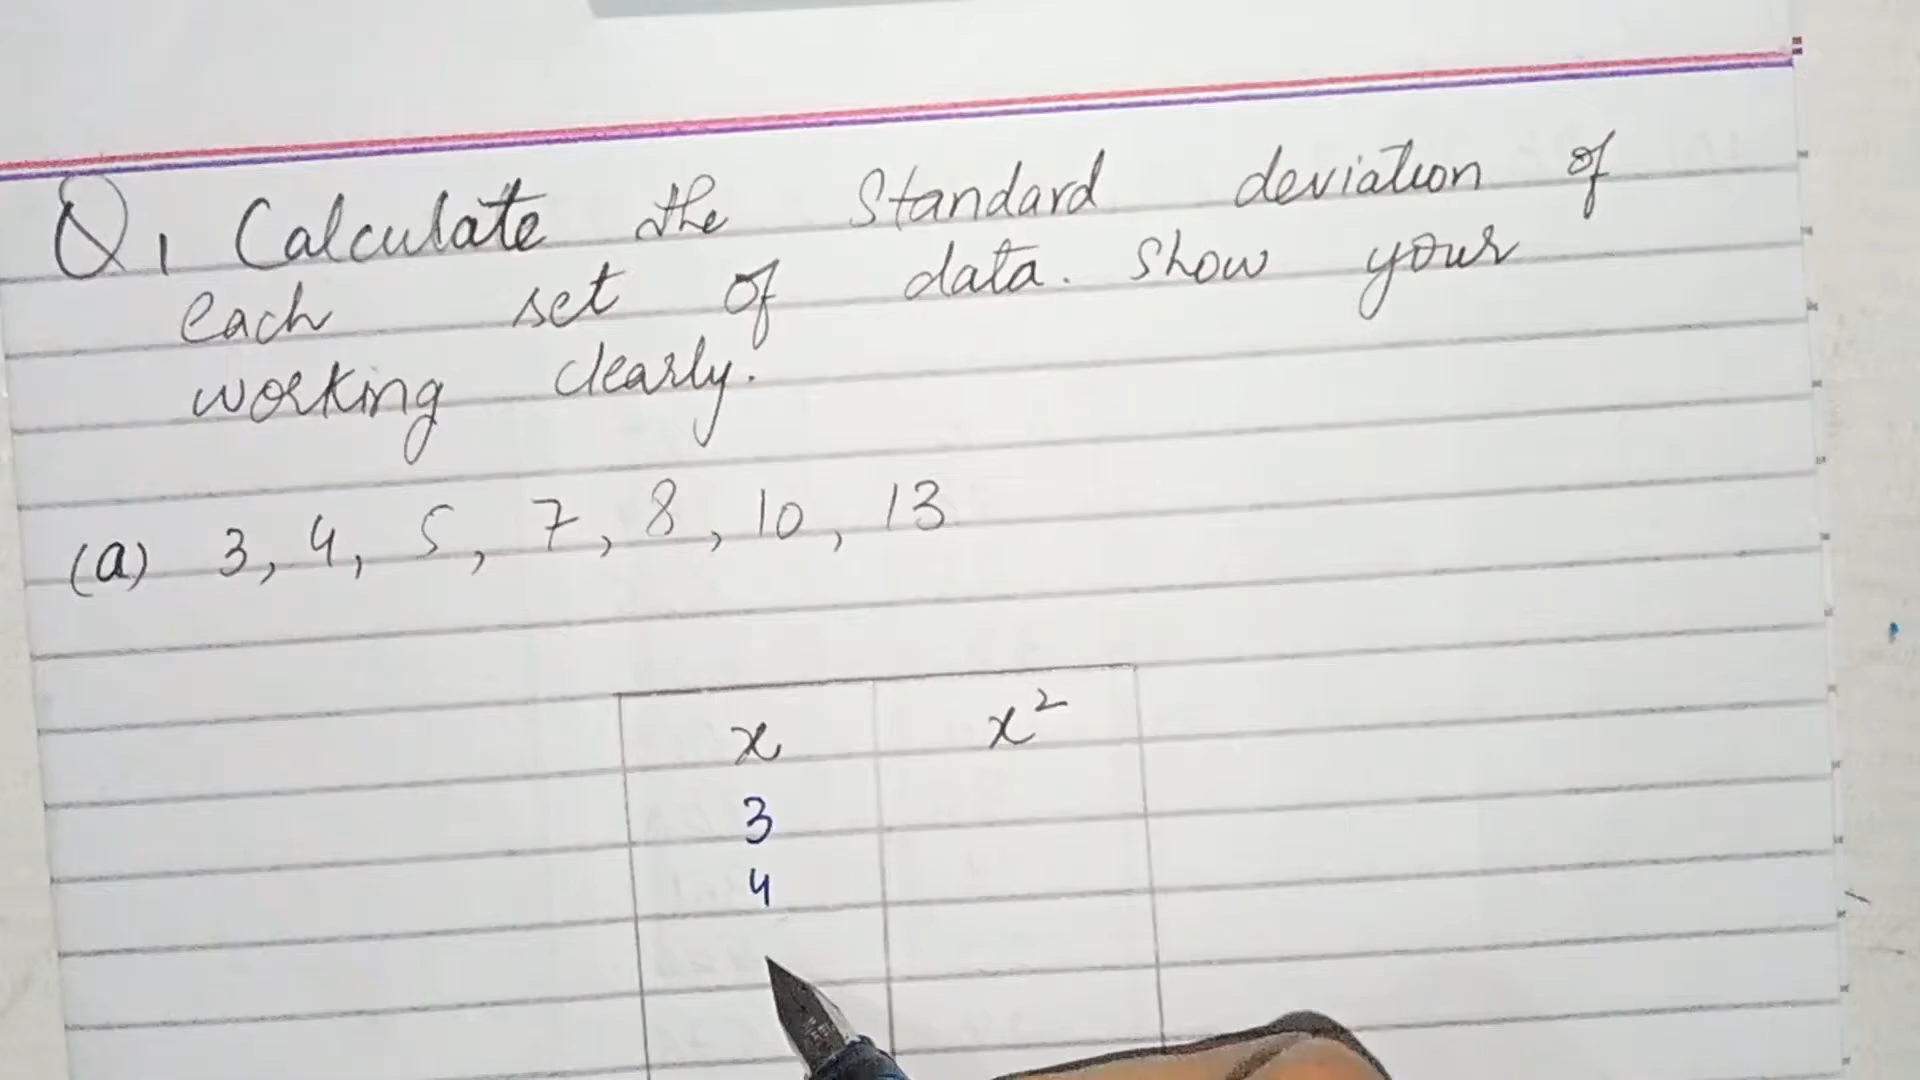 Q1 Calculate the Standard deviation of
each set of data. Show your
working clearly.
(a) 3, 4, 5, 7, 8, 10, 13
x x²
3
4